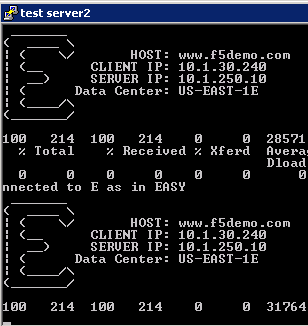 test server2
HOST: www.f5demo.com
CLIENT IP: 10.1.30.240
SERVER IP: 10.1.250.10
Data Center: US-EAST-1E
100 214 100 214 0 0 28571
% Total % Received % Xferd Avera
Dload
0 0 0 0 0 0 0
nnected to E as in EASY
HOST: www.f5demo.com
CLIENT IP: 10.1.30.240
SERVER IP: 10.1.250.10
Data Center: US-EAST-1E
100 214 100 214 0 0 31764